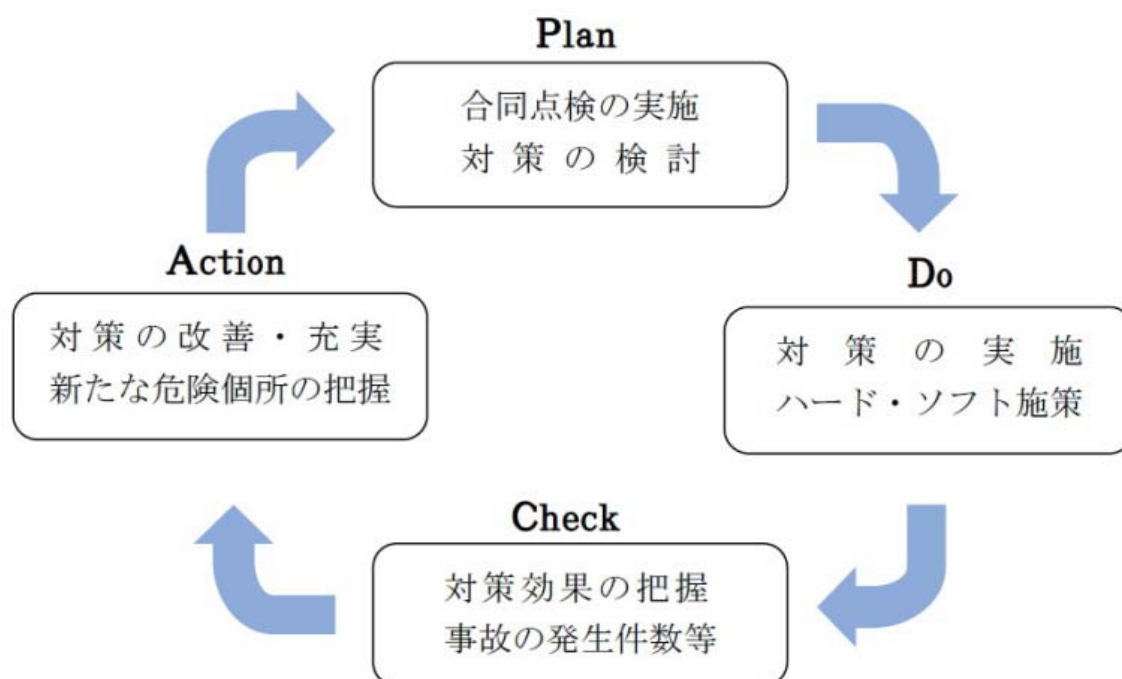 Plan
合同点検の実施
対策の検討
Do
対策の実施
ハード・ソフト施策
Check
対策効果の把握
事故の発生件数等
Action
対策の改善・充実
新たな危険個所の把握